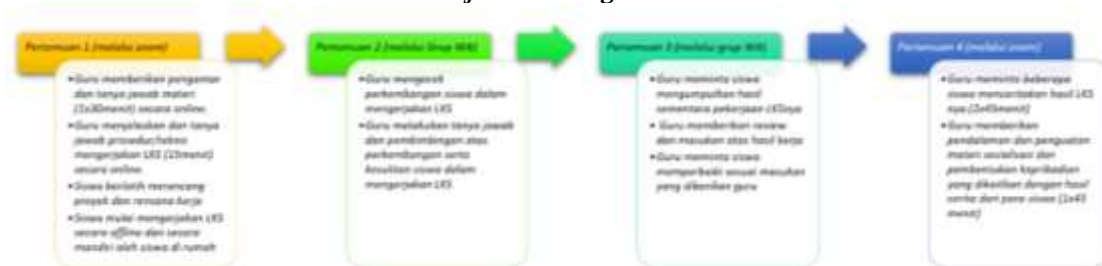 Pertemuan 1 (melalui zoom)
•Guru memberikan pengantar
dan tanya jawab materi
(1x30menit) secara online.
•Guru menjelaskan dan tanya
jawab prosedur/tekno
mengerjakan LKS (15menit)
secara online.
•Siswa berlatih merancang
proyek dan rencana kerja
•Siswa mulai mengerjakan LKS
secara offline dan secara
mandiri oleh siswa di rumah
Pertemuan 2 (melalui Grup WA)
•Guru mengecek
perkembangan siswa dalam
mengerjakan LKS
•Guru melakukan tanya jawab
dan pembimbingan atas
perkembangan serta
kesulitan siswa dalam
mengerjakan LKS
Pertemuan 3 (melalui grup WA)
•Guru meminta siswa
mengumpulkan hasil
sementara pekerjaan LKSnya
• Guru memberikan review
dan masukan atas hasil kerja
•Guru meminta siswa
memperbaiki sesuai masukan
yang diberikan guru
Pertemuan 4 (melalui zoom)
•Guru meminta beberapa
siswa menceritakan hasil LKS
nya (2x45menit)
•Guru memberikan
pendalaman dan penguatan
materi sosialisasi dan
pembentukan kepribadian
yang dikaitkan dengan hasil
cerita dari para siswa (1x45
menit)